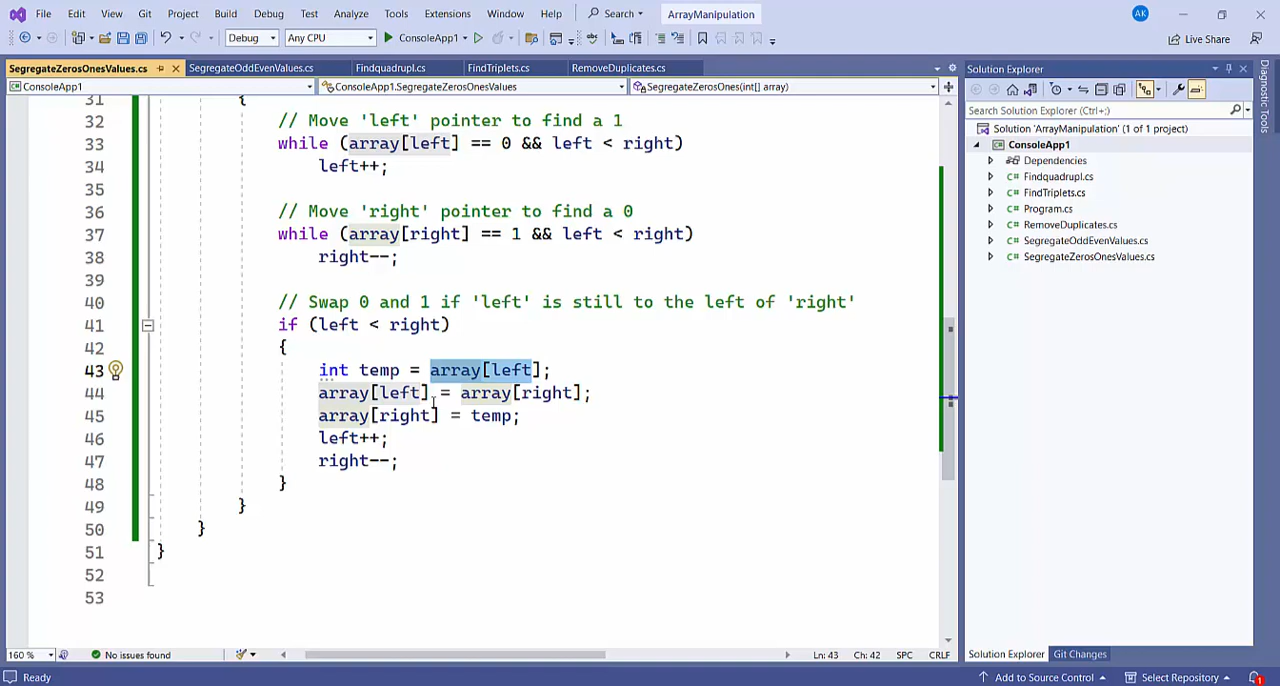 File Edit View Git Project Build Debug Test Analyze Tools Extensions Window Help Search ArrayManipulation AK
Debug Any CPU ConsoleApp1 Live Share
SegregateZerosOnesValues.cs SegregateOddEvenValues.cs Findquadrupl.cs FindTriplets.cs RemoveDuplicates.cs
ConsoleApp1 ConsoleApp1.SegregateZerosOnesValues SegregateZerosOnes(int[] array)
31 {
32 // Move 'left' pointer to find a 1
33 while (array[left] == 0 && left < right)
34 left++;
35
36 // Move 'right' pointer to find a 0
37 while (array[right] == 1 && left < right)
38 right--;
39
40 // Swap 0 and 1 if 'left' is still to the left of 'right'
41 if (left < right)
42 {
43 int temp = array[left];
44 array[left] = array[right];
45 array[right] = temp;
46 left++;
47 right--;
48 }
49 }
50 }
51 }
52
53
160 % No issues found Ln: 43 Ch: 42 SPC CRLF
Solution Explorer
Search Solution Explorer (Ctrl+;)
Solution 'ArrayManipulation' (1 of 1 project)
ConsoleApp1
Dependencies
C# Findquadrupl.cs
C# FindTriplets.cs
C# Program.cs
C# RemoveDuplicates.cs
C# SegregateOddEvenValues.cs
C# SegregateZerosOnesValues.cs
Solution Explorer Git Changes
Diagnostic Tools
Ready Add to Source Control Select Repository 1